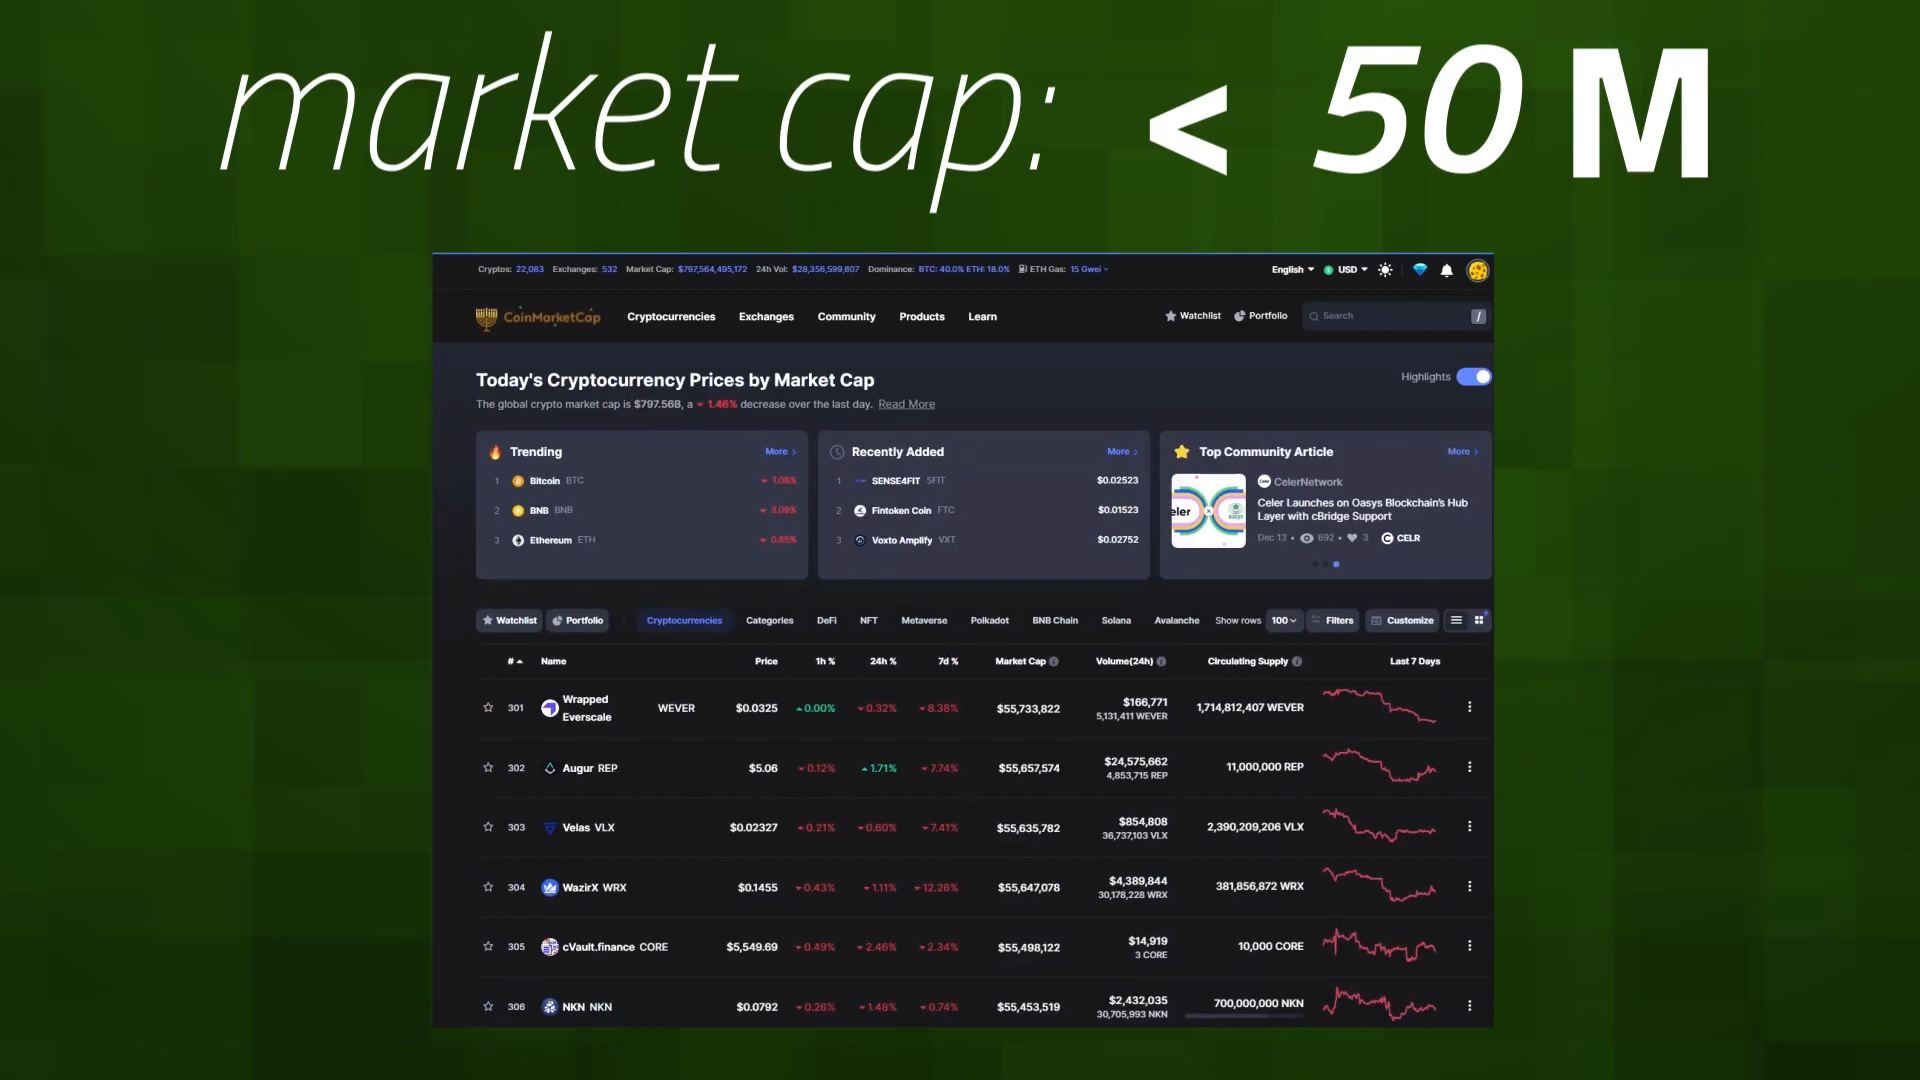 market cap: < 50 M
Cryptos: 22,083 Exchanges: 532 Market Cap: $797,564,495,172 24h Vol: $28,356,599,807 Dominance: BTC: 40.0% ETH: 18.0% ETH Gas: 15 Gwei English USD
CoinMarketCap Cryptocurrencies Exchanges Community Products Learn Watchlist Portfolio Search /
Today's Cryptocurrency Prices by Market Cap Highlights
The global crypto market cap is $797.56B, a 1.46% decrease over the last day. Read More
Trending More
1 Bitcoin BTC 1.08%
2 BNB BNB 3.09%
3 Ethereum ETH 0.85%
Recently Added More
1 SENSE4FIT SFIT $0.02523
2 Fintoken Coin FTC $0.01523
3 Voxto Amplify VXT $0.02752
Top Community Article More
eler
CelerNetwork
Celer Launches on Oasys Blockchain's Hub
Layer with cBridge Support
Dec 13 • 692 • 3 CELR
Watchlist Portfolio Cryptocurrencies Categories DeFi NFT Metaverse Polkadot BNB Chain Solana Avalanche Show rows 100 Filters Customize
# Name Price 1h % 24h % 7d % Market Cap Volume(24h) Circulating Supply Last 7 Days
301 Wrapped Everscale WEVER $0.0325 0.00% 0.32% 8.38% $55,733,822 $166,771 1,714,812,407 WEVER
5,131,411 WEVER
302 Augur REP $5.06 0.12% 1.71% 7.74% $55,657,574 $24,575,662 11,000,000 REP
4,853,715 REP
303 Velas VLX $0.02327 0.21% 0.60% 7.41% $55,635,782 $854,808 2,390,209,206 VLX
36,737,103 VLX
304 WazirX WRX $0.1455 0.43% 1.11% 12.26% $55,647,078 $4,389,844 381,856,872 WRX
30,178,228 WRX
305 cVault.finance CORE $5,549.69 0.49% 2.46% 2.34% $55,498,122 $14,919 10,000 CORE
3 CORE
306 NKN NKN $0.0792 0.26% 1.48% 0.74% $55,453,519 $2,432,035 700,000,000 NKN
30,705,993 NKN